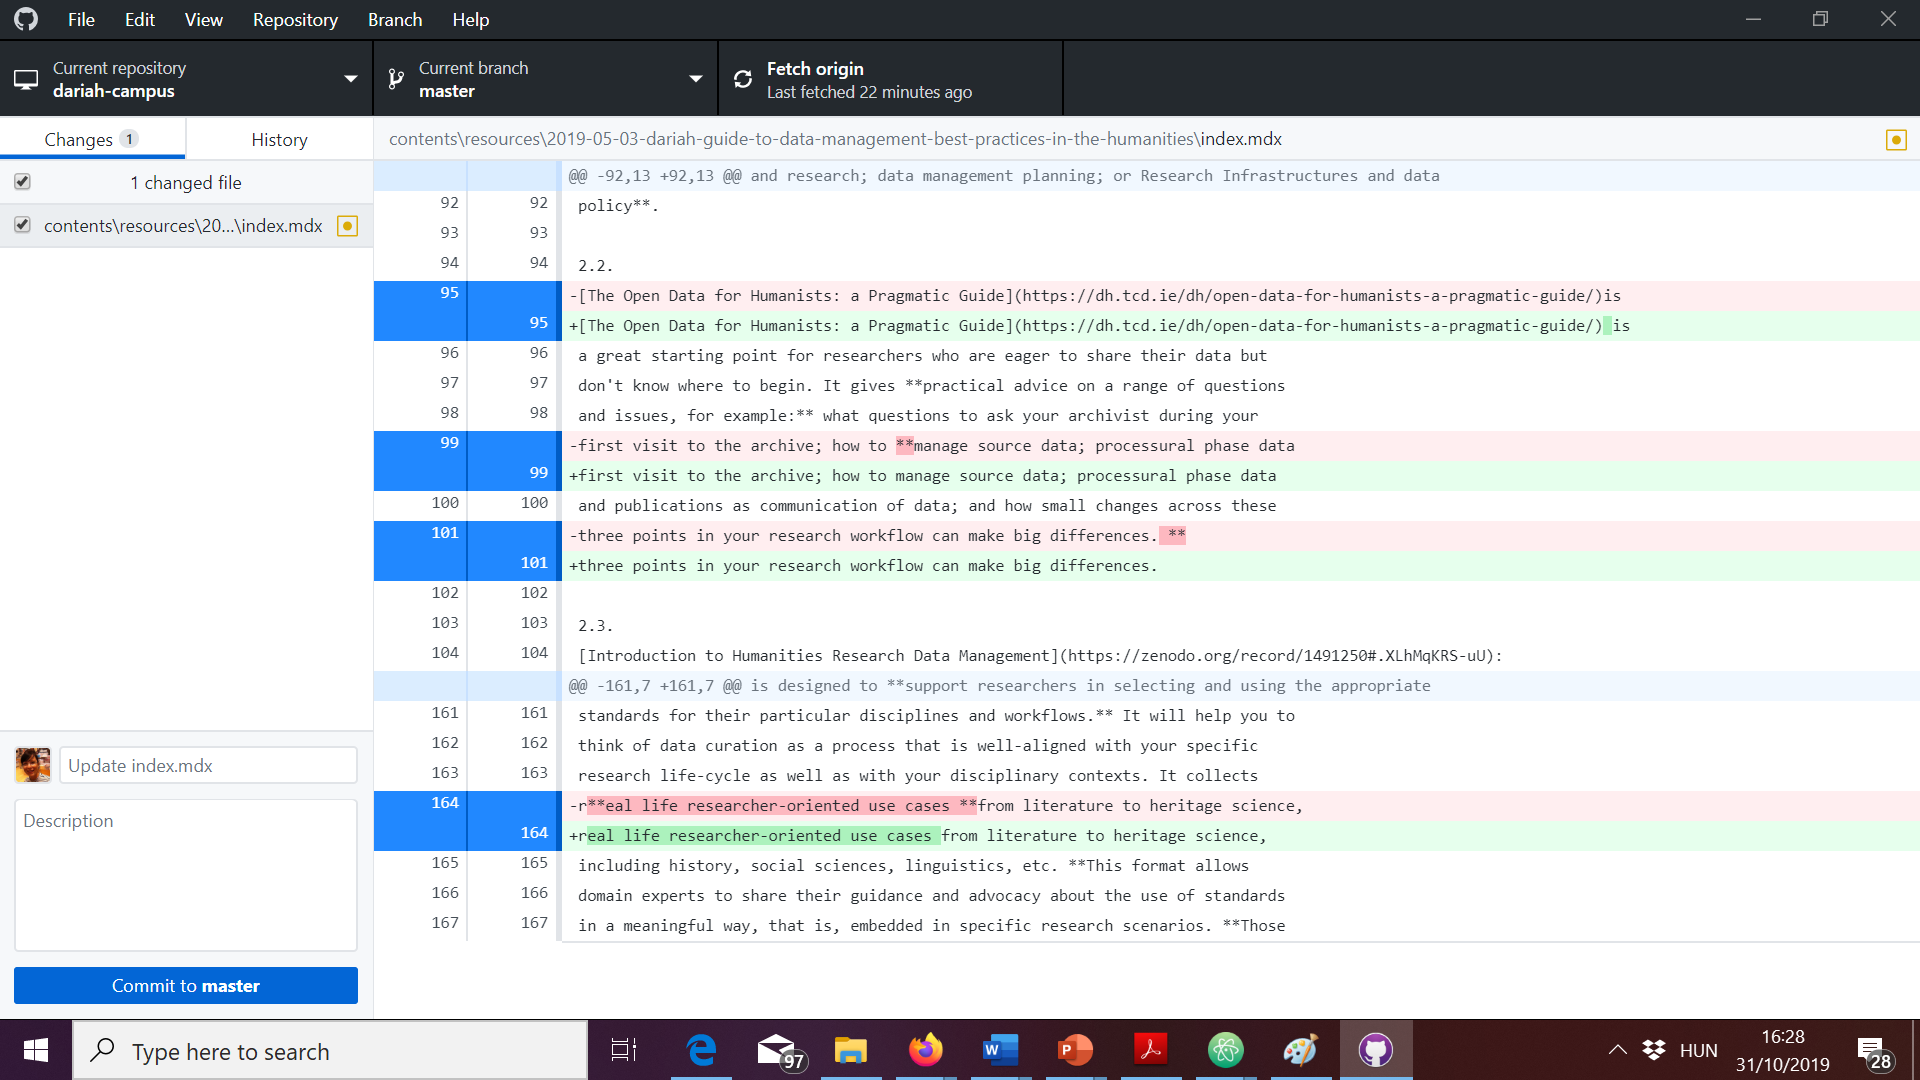 File Edit View Repository Branch Help
Current repository
dariah-campus
Current branch
master
Fetch origin
Last fetched 22 minutes ago
Changes 1
History
1 changed file
contents\resources\20...\index.mdx
Update index.mdx
Description
Commit to master
contents\resources\2019-05-03-dariah-guide-to-data-management-best-practices-in-the-humanities\index.mdx
@@ -92,13 +92,13 @@ and research; data management planning; or Research Infrastructures and data
92 92 policy**.
93 93
94 94 2.2.
95 -[The Open Data for Humanists: a Pragmatic Guide](https://dh.tcd.ie/dh/open-data-for-humanists-a-pragmatic-guide/)is
95 +[The Open Data for Humanists: a Pragmatic Guide](https://dh.tcd.ie/dh/open-data-for-humanists-a-pragmatic-guide/) is
96 96 a great starting point for researchers who are eager to share their data but
97 97 don't know where to begin. It gives **practical advice on a range of questions
98 98 and issues, for example:** what questions to ask your archivist during your
99 -first visit to the archive; how to **manage source data; processural phase data
99 +first visit to the archive; how to manage source data; processural phase data
100 100 and publications as communication of data; and how small changes across these
101 -three points in your research workflow can make big differences. **
101 +three points in your research workflow can make big differences.
102 102
103 103 2.3.
104 104 [Introduction to Humanities Research Data Management](https://zenodo.org/record/1491250#.XLhMqKRS-uU):
@@ -161,7 +161,7 @@ is designed to **support researchers in selecting and using the appropriate
161 161 standards for their particular disciplines and workflows.** It will help you to
162 162 think of data curation as a process that is well-aligned with your specific
163 163 research life-cycle as well as with your disciplinary contexts. It collects
164 -r**eal life researcher-oriented use cases **from literature to heritage science,
164 +real life researcher-oriented use cases from literature to heritage science,
165 165 including history, social sciences, linguistics, etc. **This format allows
166 166 domain experts to share their guidance and advocacy about the use of standards
167 167 in a meaningful way, that is, embedded in specific research scenarios. **Those
Type here to search
97
HUN
16:28
31/10/2019
28